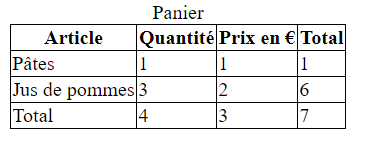 Panier
Article Quantité Prix en € Total
Pâtes 1 1 1
Jus de pommes 3 2 6
Total 4 3 7